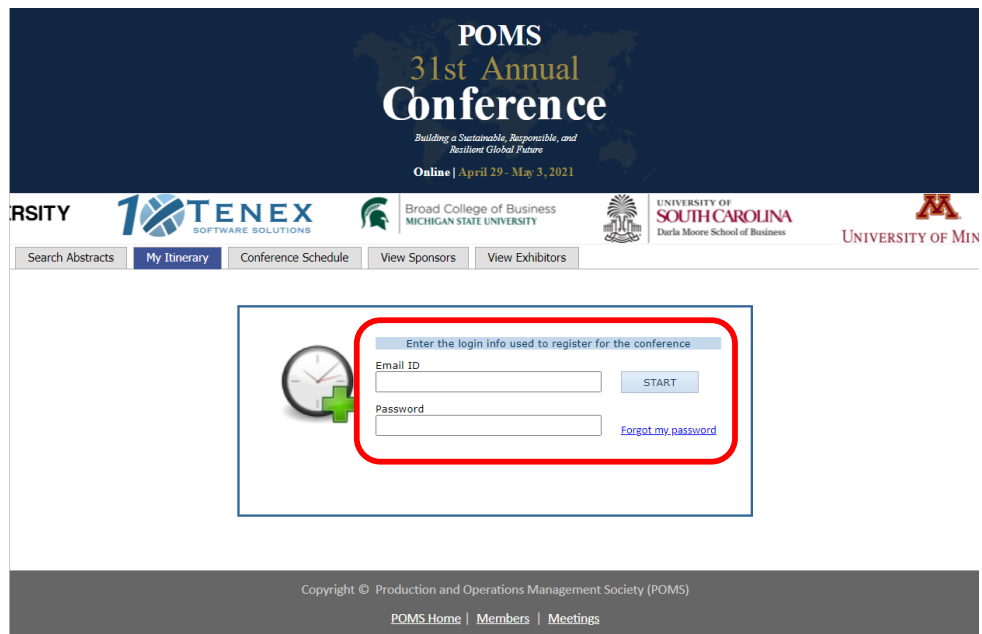 POMS
31st Annual
Conference
Building a Sustainable, Responsible, and
Resilient Global Future
Online | April 29 - May 3, 2021
RSITY
10 TENEX
SOFTWARE SOLUTIONS
Broad College of Business
MICHIGAN STATE UNIVERSITY
UNIVERSITY OF
SOUTH CAROLINA
Darla Moore School of Business
M
UNIVERSITY OF MIN
Search Abstracts My Itinerary Conference Schedule View Sponsors View Exhibitors
Enter the login info used to register for the conference
Email ID
START
Password
Forgot my password
Copyright © Production and Operations Management Society (POMS)
POMS Home | Members | Meetings